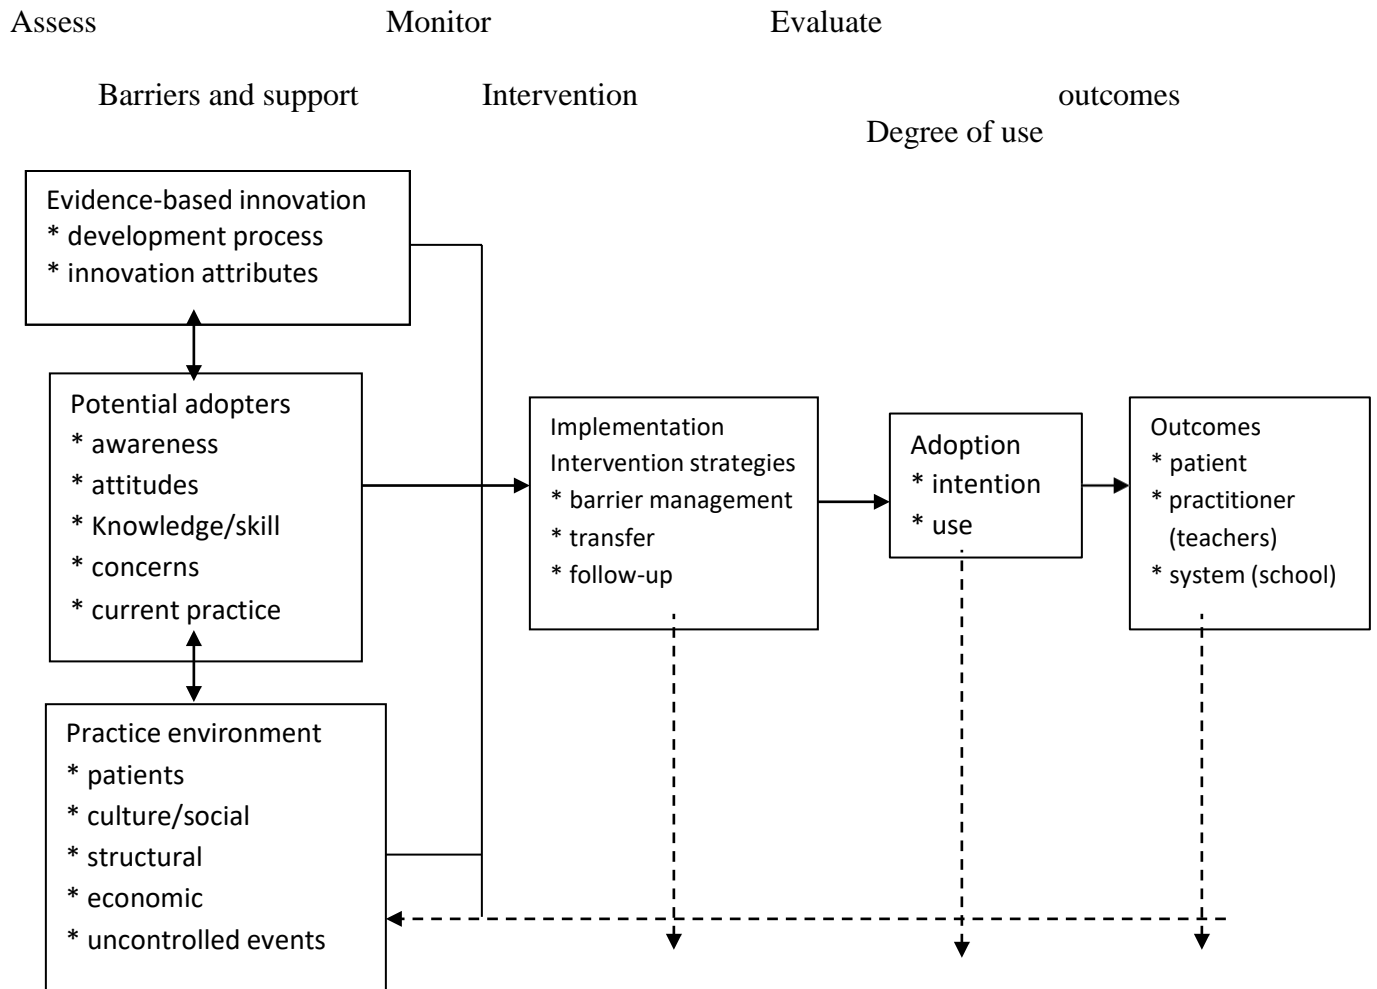 Assess Monitor Evaluate
Barriers and support Intervention outcomes
Degree of use
Evidence-based innovation
* development process
* innovation attributes
Potential adopters
* awareness
* attitudes
* Knowledge/skill
* concerns
* current practice
Practice environment
* patients
* culture/social
* structural
* economic
* uncontrolled events
Implementation
Intervention strategies
* barrier management
* transfer
* follow-up
Adoption
* intention
* use
Outcomes
* patient
* practitioner
(teachers)
* system (school)